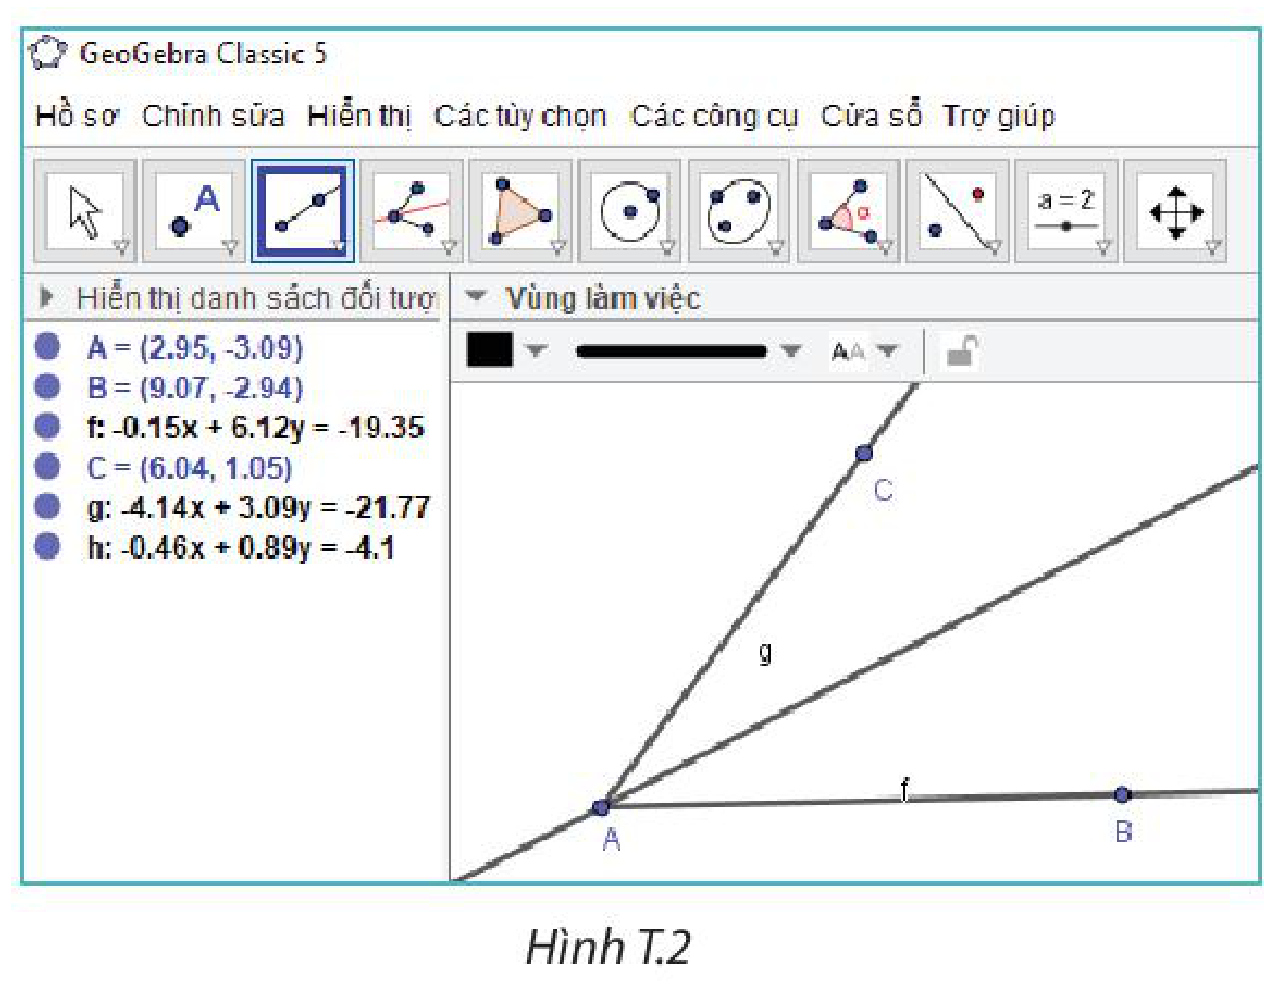 GeoGebra Classic 5
Hồ sơ Chỉnh sửa Hiển thị Các tùy chọn Các công cụ Cửa sổ Trợ giúp
A α a = 2
Hiển thị danh sách đối tượ Vùng làm việc
AA
A = (2.95, -3.09)
B = (9.07, -2.94)
f: -0.15x + 6.12y = -19.35
C = (6.04, 1.05)
g: -4.14x + 3.09y = -21.77
h: -0.46x + 0.89y = -4.1
C
g
f
A
B
Hình T.2